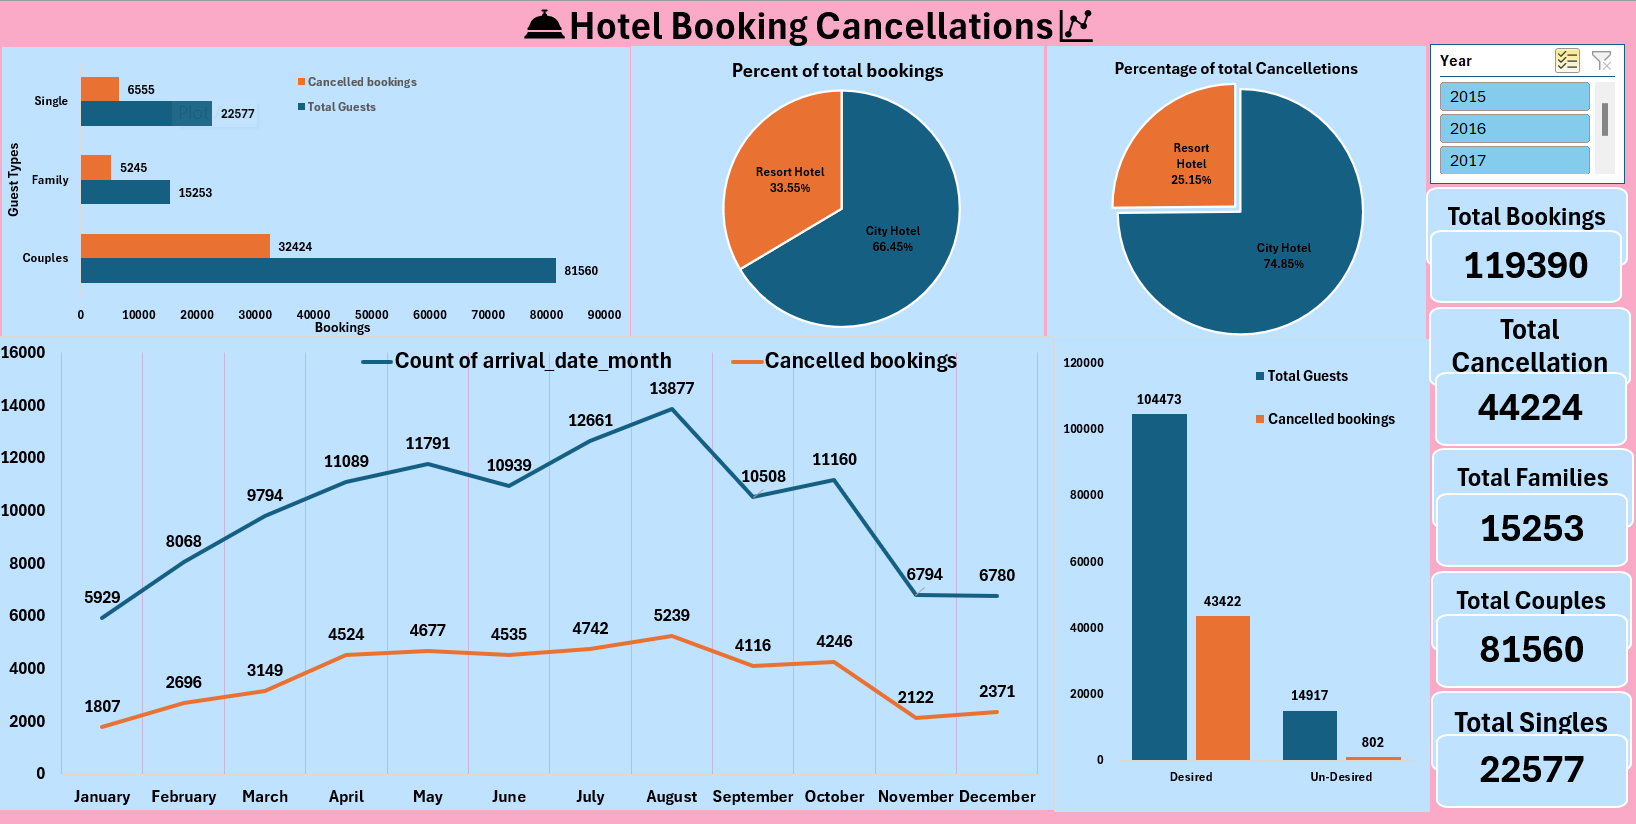 Hotel Booking Cancellations
Cancelled bookings
Total Guests
Guest Types
Single
6555
22577
Plot
Family
5245
15253
Couples
32424
81560
0 10000 20000 30000 40000 50000 60000 70000 80000 90000
Bookings
Percent of total bookings
Resort Hotel
33.55%
City Hotel
66.45%
Percentage of total Cancelletions
Resort
Hotel
25.15%
City Hotel
74.85%
Year
2015
2016
2017
Total Bookings
119390
Total
Cancellation
44224
Total Families
15253
Total Couples
81560
Total Singles
22577
Count of arrival_date_month
Cancelled bookings
16000
14000
12000
10000
8000
6000
4000
2000
0
5929
8068
9794
11089
11791
10939
12661
13877
10508
11160
6794
6780
1807
2696
3149
4524
4677
4535
4742
5239
4116
4246
2122
2371
January February March April May June July August September October November December
Total Guests
Cancelled bookings
120000
100000
80000
60000
40000
20000
0
104473
43422
14917
802
Desired Un-Desired